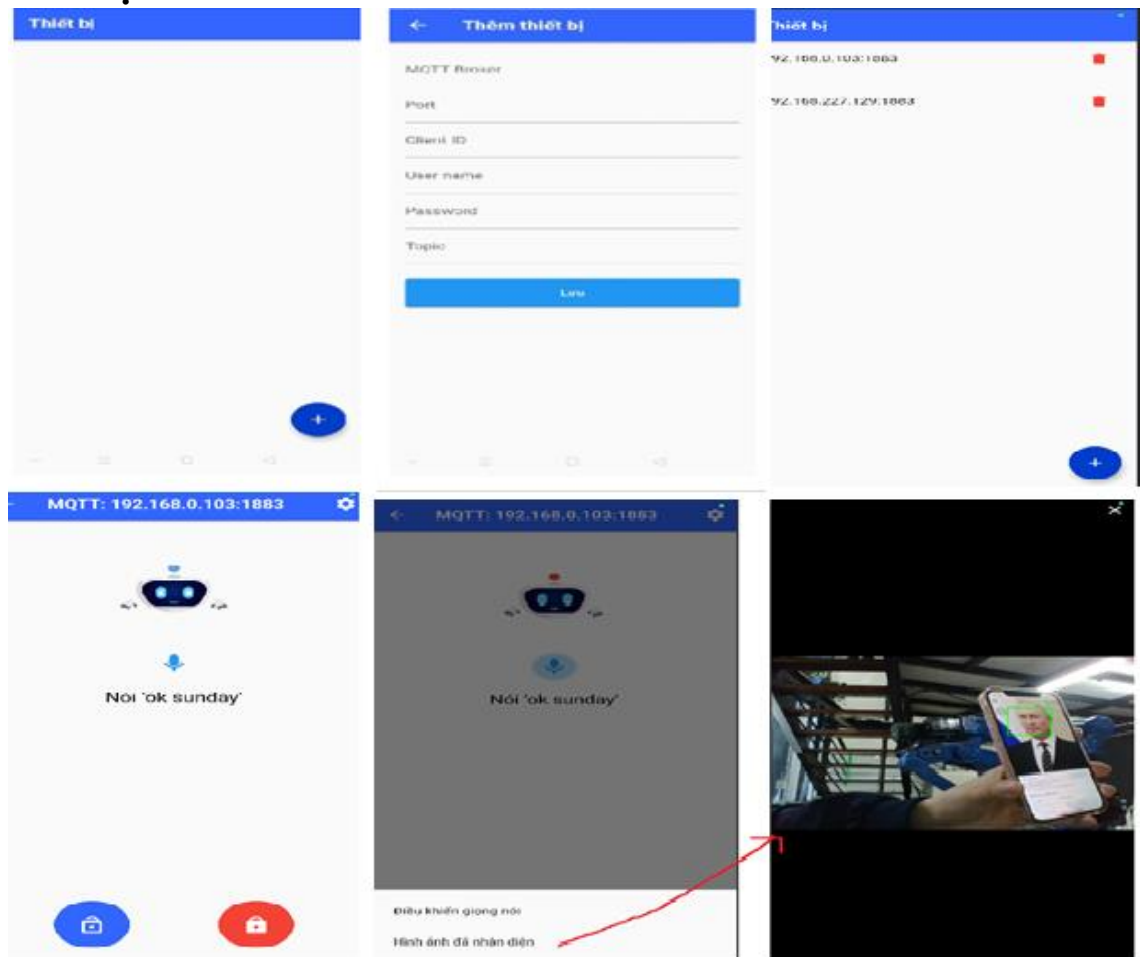 Thiết bị
Thêm thiết bị
MQTT Broker
Port
Client ID
User name
Password
Topic
Lưu
Thiết bị
92.168.0.103:1883
92.168.227.129:1883
MQTT: 192.168.0.103:1883
Nói 'ok sunday'
MQTT: 192.168.0.103:1883
Nói 'ok sunday'
Điều khiển giọng nói
Hình ảnh đã nhận diện